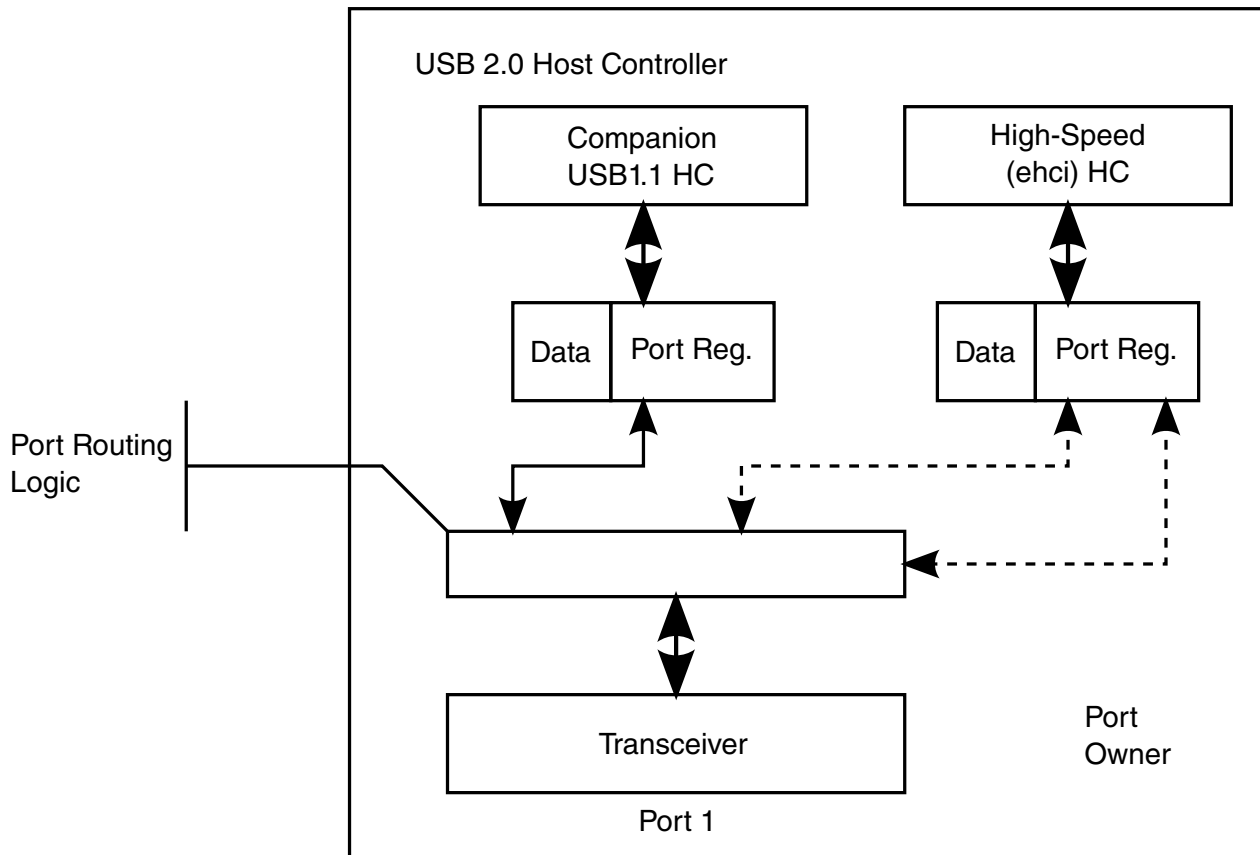 USB 2.0 Host Controller
Companion
USB1.1 HC
High-Speed
(ehci) HC
Data
Port Reg.
Data
Port Reg.
Port Routing
Logic
Transceiver
Port 1
Port
Owner